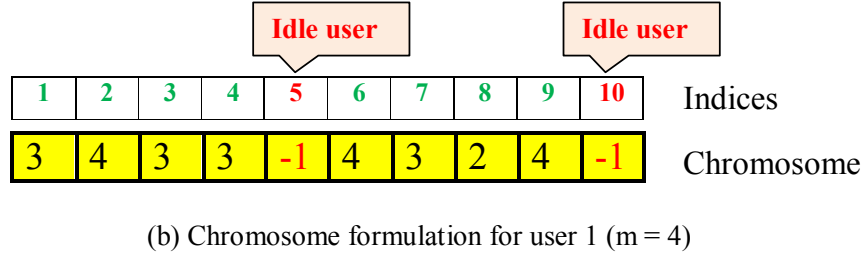 Idle user Idle user
1 2 3 4 5 6 7 8 9 10 Indices
3 4 3 3 -1 4 3 2 4 -1 Chromosome
(b) Chromosome formulation for user 1 (m = 4)